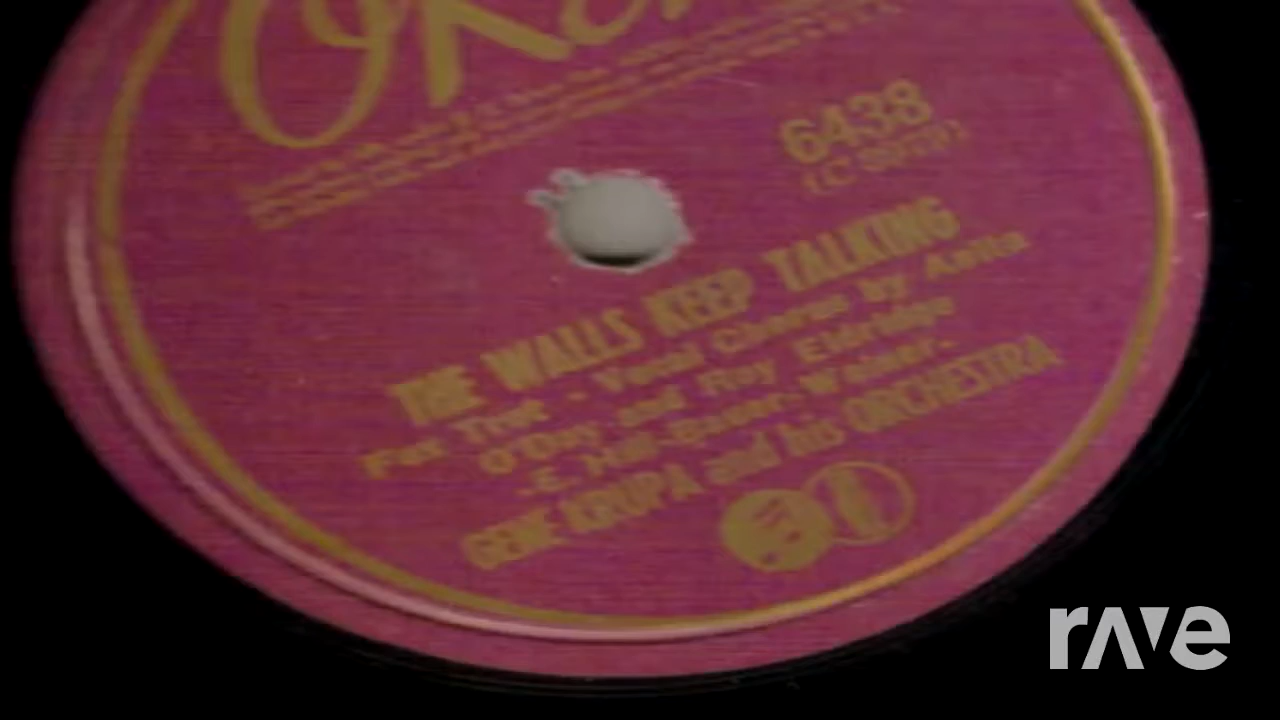 6438
THE WALLS KEEP TALKING
Fox Trot - Vocal Chorus by Anita
O'Day and Roy Eldridge
GENE KRUPA and his ORCHESTRA
rave